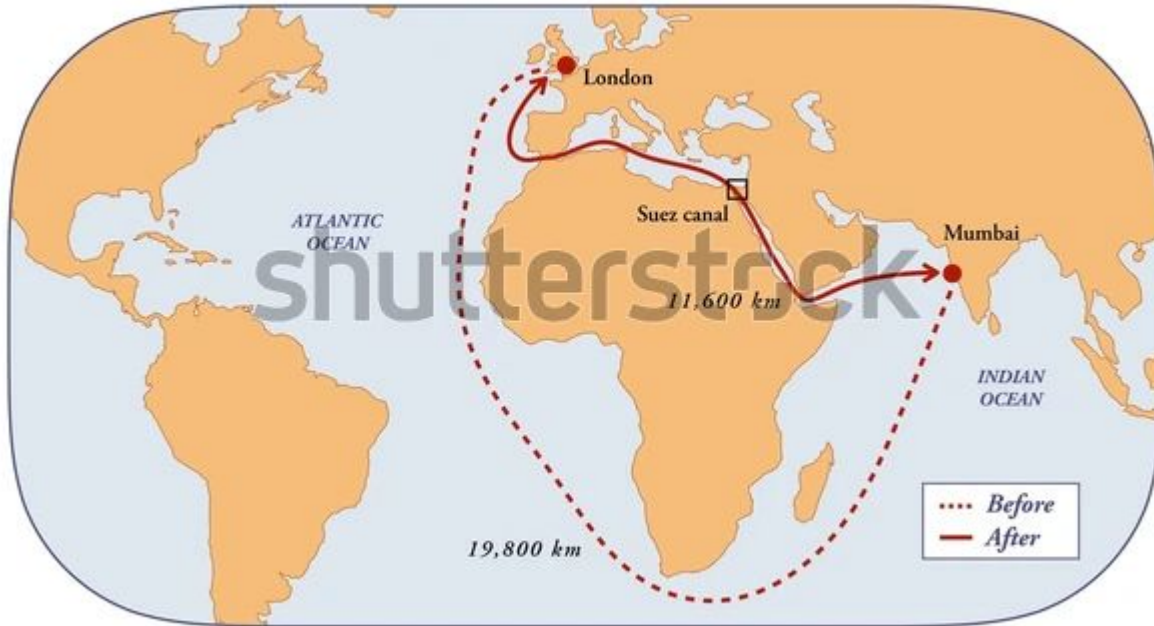 London
Suez canal
Mumbai
ATLANTIC
OCEAN
shutterstock
11,600 km
INDIAN
OCEAN
Before
After
19,800 km